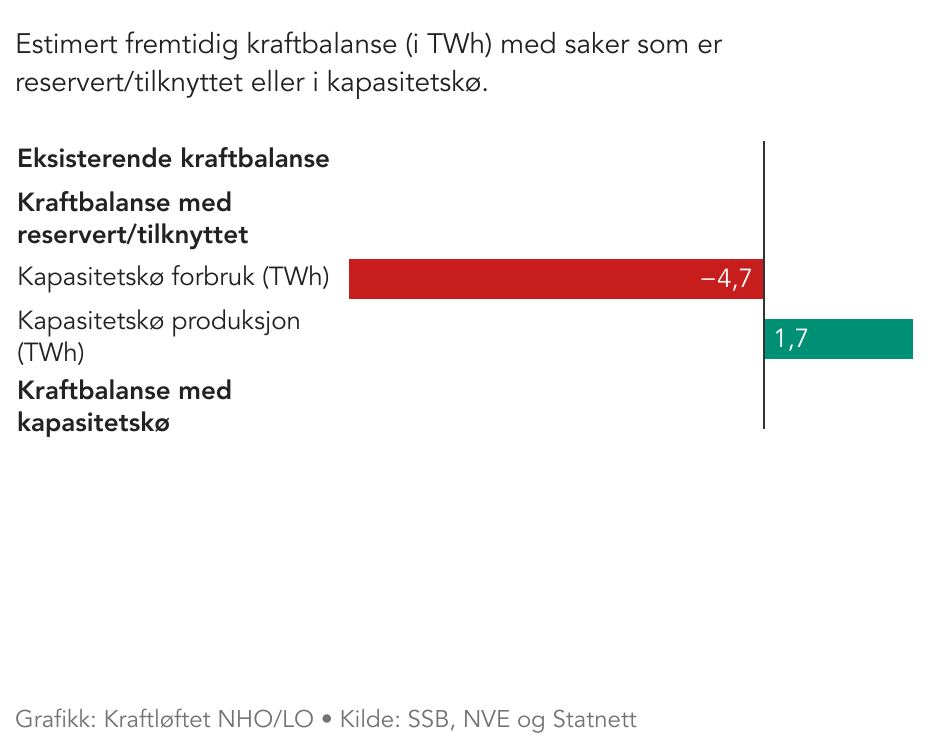 Estimert fremtidig kraftbalanse (i TWh) med saker som er
reservert/tilknyttet eller i kapasitetskø.
Eksisterende kraftbalanse
Kraftbalanse med
reservert/tilknyttet
Kapasitetskø forbruk (TWh)
−4,7
Kapasitetskø produksjon
(TWh)
1,7
Kraftbalanse med
kapasitetskø
Grafikk: Kraftløftet NHO/LO • Kilde: SSB, NVE og Statnett